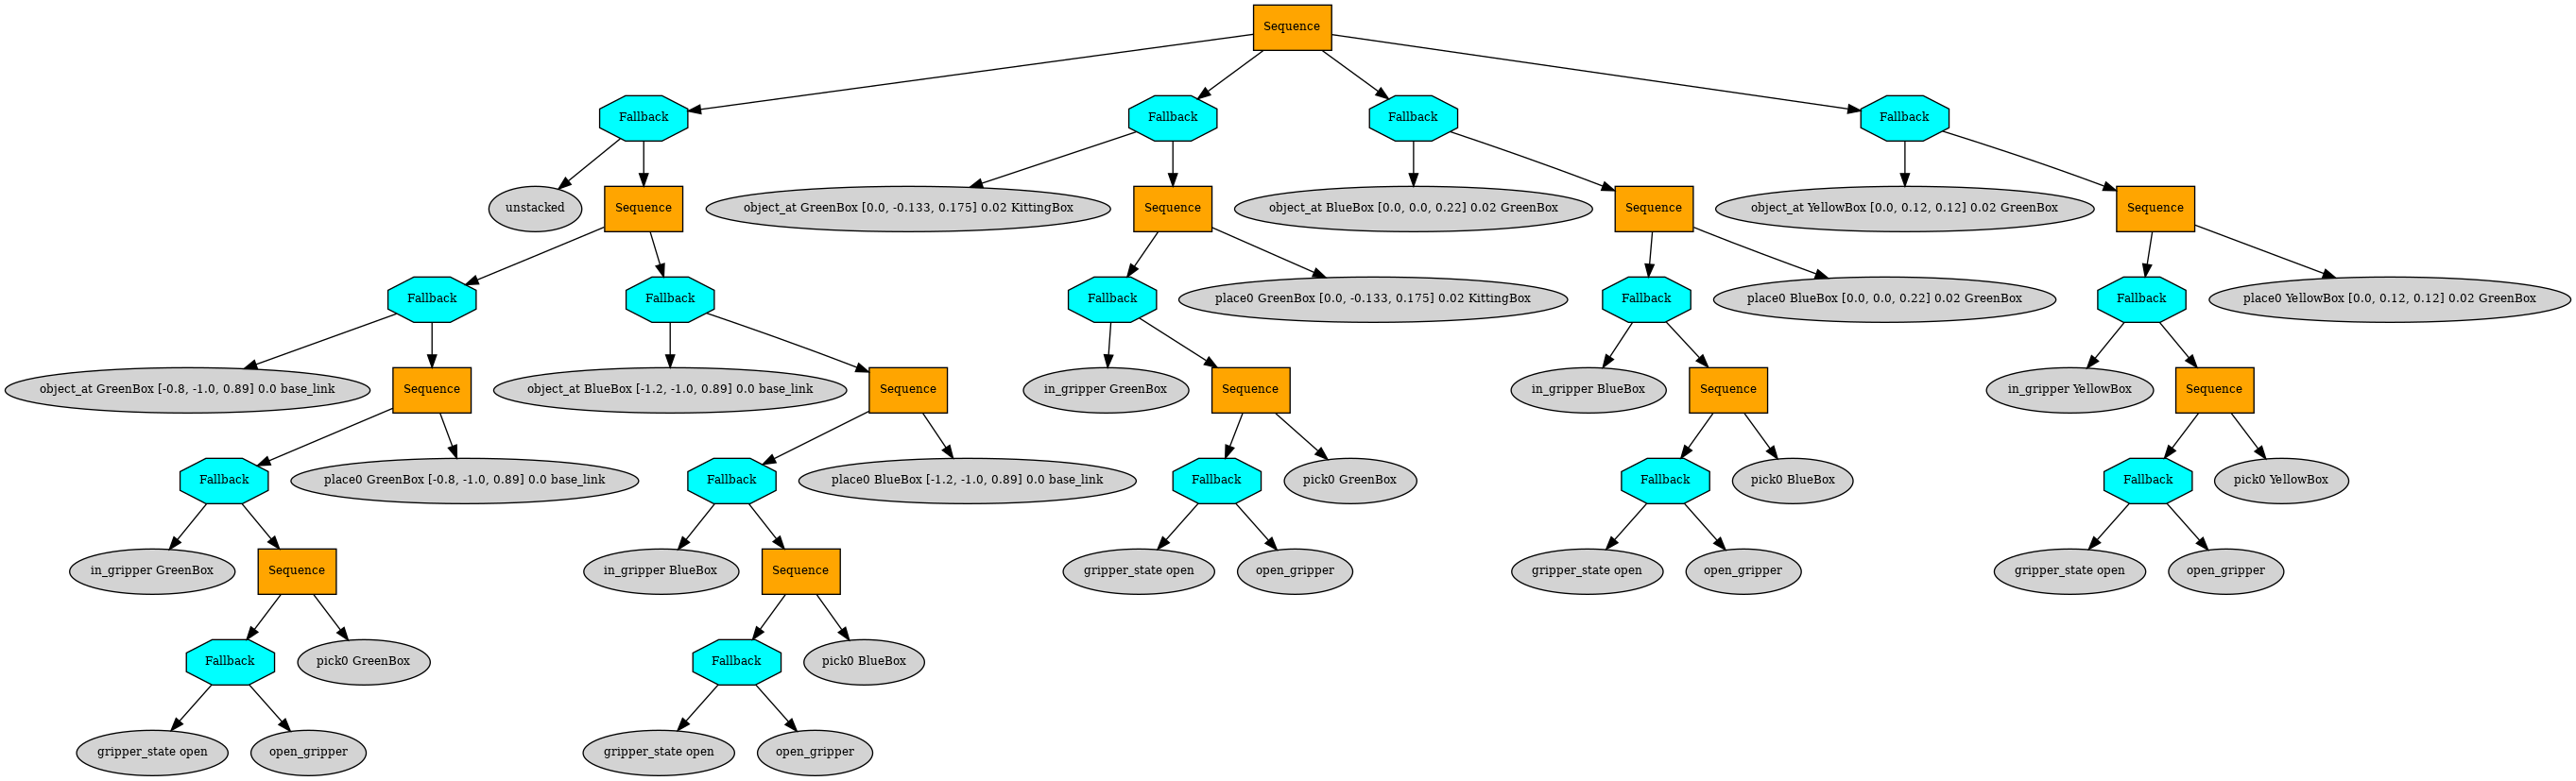 Sequence
Fallback
Fallback
Fallback
Fallback
unstacked
Sequence
object_at GreenBox [0.0, -0.133, 0.175] 0.02 KittingBox
Sequence
object_at BlueBox [0.0, 0.0, 0.22] 0.02 GreenBox
Sequence
object_at YellowBox [0.0, 0.12, 0.12] 0.02 GreenBox
Sequence
Fallback
Fallback
Fallback
place0 GreenBox [0.0, -0.133, 0.175] 0.02 KittingBox
Fallback
place0 BlueBox [0.0, 0.0, 0.22] 0.02 GreenBox
Fallback
place0 YellowBox [0.0, 0.12, 0.12] 0.02 GreenBox
object_at GreenBox [-0.8, -1.0, 0.89] 0.0 base_link
Sequence
object_at BlueBox [-1.2, -1.0, 0.89] 0.0 base_link
Sequence
in_gripper GreenBox
Sequence
in_gripper BlueBox
Sequence
in_gripper YellowBox
Sequence
Fallback
place0 GreenBox [-0.8, -1.0, 0.89] 0.0 base_link
Fallback
place0 BlueBox [-1.2, -1.0, 0.89] 0.0 base_link
Fallback
pick0 GreenBox
Fallback
pick0 BlueBox
Fallback
pick0 YellowBox
in_gripper GreenBox
Sequence
in_gripper BlueBox
Sequence
gripper_state open
open_gripper
gripper_state open
open_gripper
gripper_state open
open_gripper
Fallback
pick0 GreenBox
Fallback
pick0 BlueBox
gripper_state open
open_gripper
gripper_state open
open_gripper